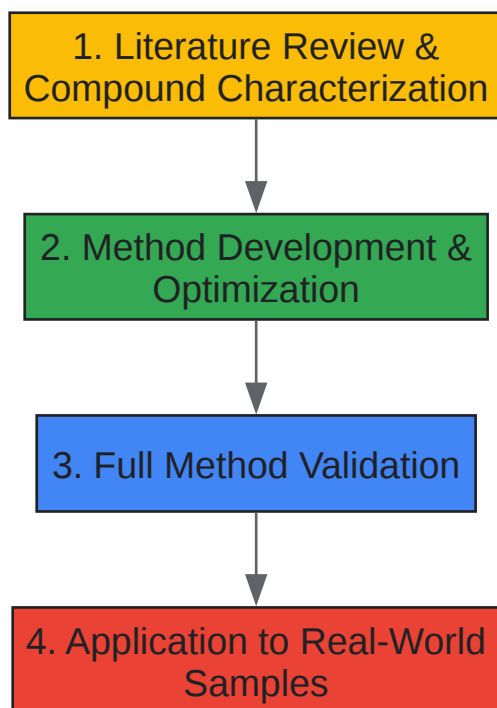 1. Literature Review &
Compound Characterization
2. Method Development &
Optimization
3. Full Method Validation
4. Application to Real-World
Samples